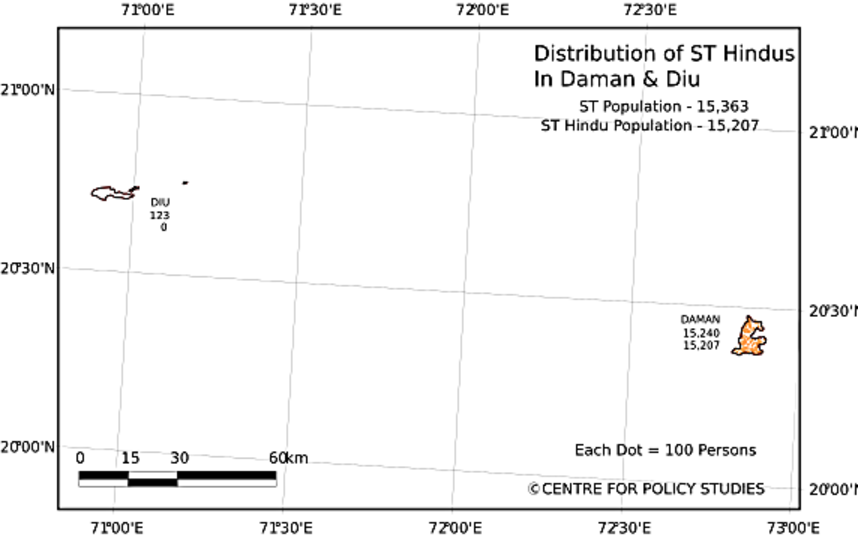 71°00'E 71°30'E 72°00'E 72°30'E
Distribution of ST Hindus
In Daman & Diu
ST Population - 15,363
ST Hindu Population - 15,207
21°00'N
21°00'N
DIU
123
0
20°30'N
20°30'N
DAMAN
15,240
15,207
20°00'N
0 15 30 60km
Each Dot = 100 Persons
©CENTRE FOR POLICY STUDIES
20°00'N
71°00'E 71°30'E 72°00'E 72°30'E 73°00'E